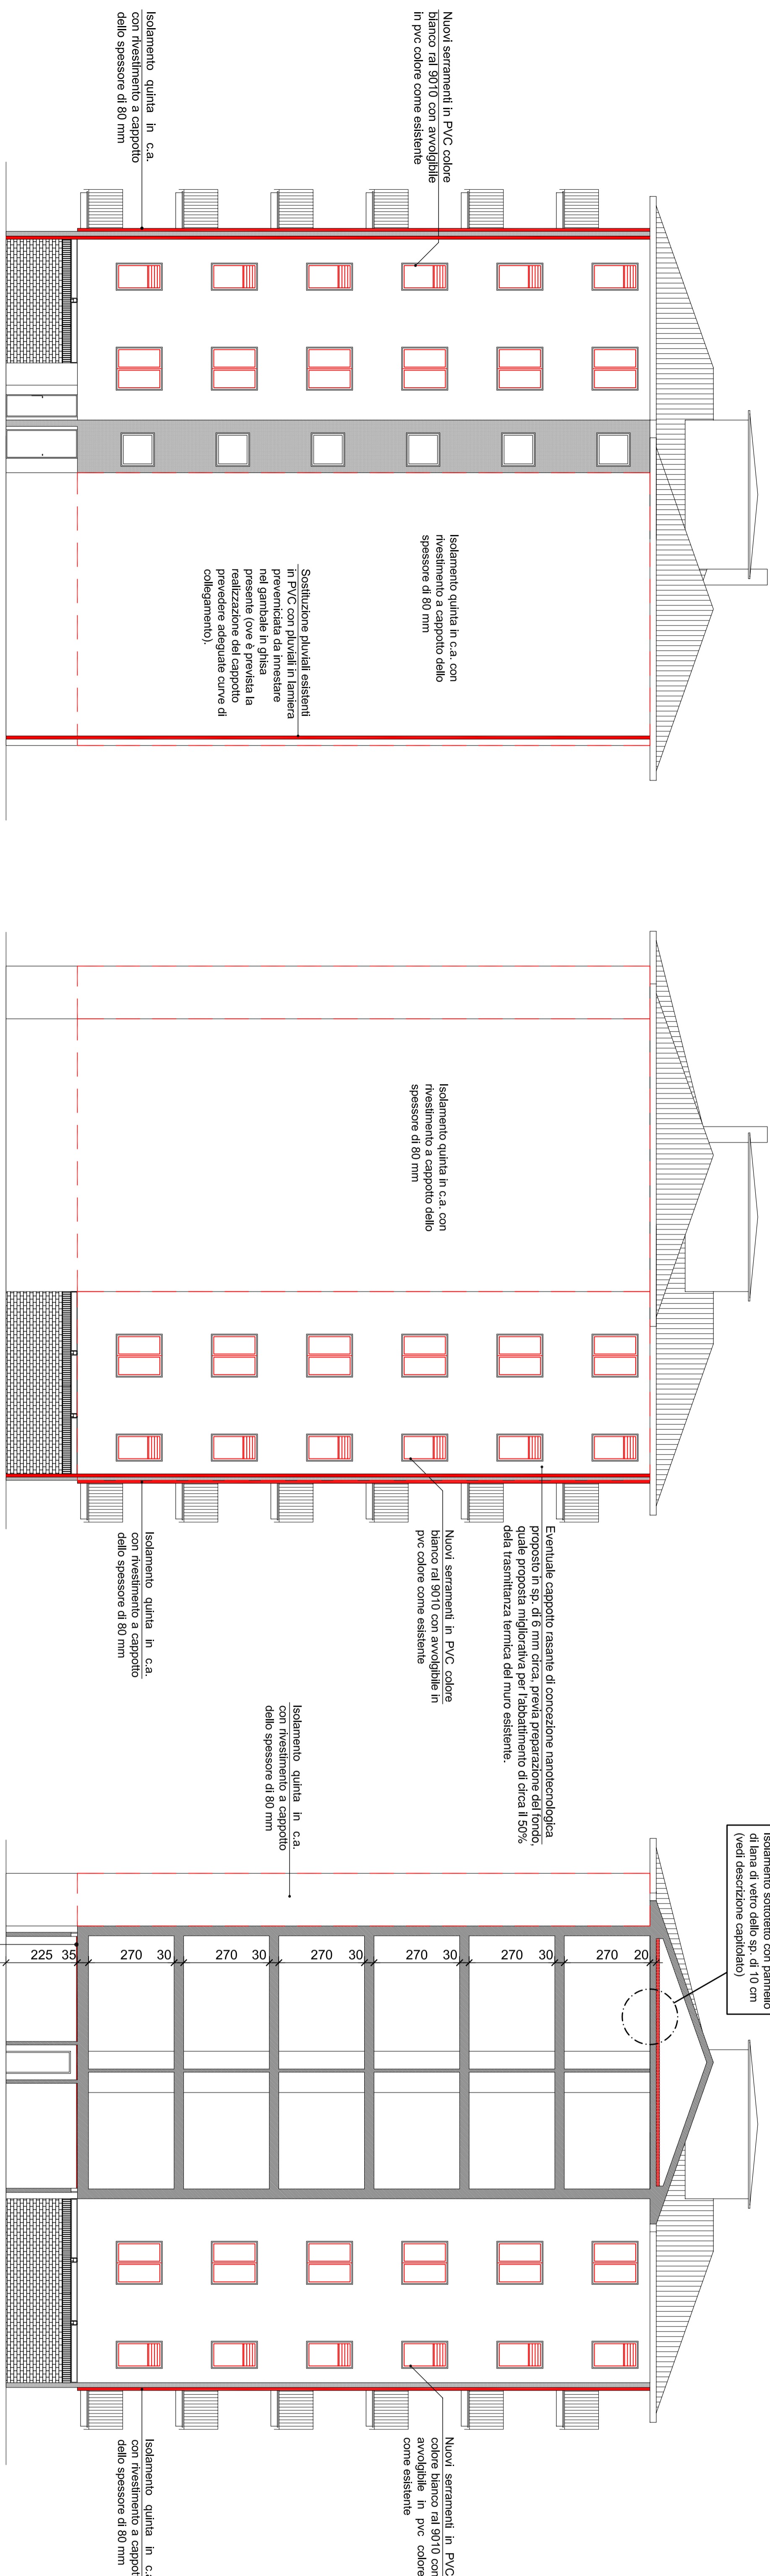 Nuovi serramenti in PVC colore
bianco ral 9010 con avvolgibile
in pvc colore come esistente
Isolamento quinta in c.a.
con rivestimento a cappotto
dello spessore di 80 mm
Isolamento quinta in c.a. con
rivestimento a cappotto dello
spessore di 80 mm
Sostituzione pluviali esistenti
in PVC con pluviali in lamiera
preverniciata da innestare
nel gambale in ghisa
presente (ove è prevista la
realizzazione del cappotto
prevedere adeguate curve di
collegamento).
Isolamento quinta in c.a. con
rivestimento a cappotto dello
spessore di 80 mm
Eventuale cappotto rasante di concezione nanotecnologica
proposto in sp. di 6 mm circa, previa preparazione del fondo,
quale proposta migliorativa per l'abbattimento di circa il 50%
dela trasmittanza termica del muro esistente.
Nuovi serramenti in PVC colore
bianco ral 9010 con avvolgibile in
pvc colore come esistente
Isolamento quinta in c.a.
con rivestimento a cappotto
dello spessore di 80 mm
Isolamento quinta in c.a.
con rivestimento a cappotto
dello spessore di 80 mm
Isolamento sottotetto con pannello
di lana di vetro dello sp. di 10 cm
(vedi descrizione capitolato)
20
270
30
270
30
270
30
270
30
270
30
270
35
225
Nuovi serramenti in PVC
colore bianco ral 9010 con
avvolgibile in pvc colore
come esistente
Isolamento quinta in c.a.
con rivestimento a cappotto
dello spessore di 80 mm